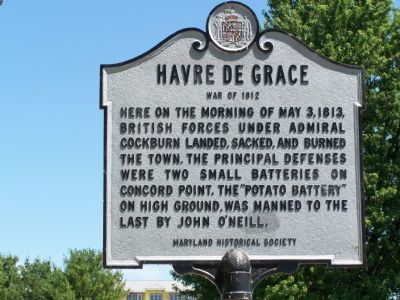 HAVRE DE GRACE
WAR OF 1812
HERE ON THE MORNING OF MAY 3, 1813,
BRITISH FORCES UNDER ADMIRAL
COCKBURN LANDED, SACKED, AND BURNED
THE TOWN. THE PRINCIPAL DEFENSES
WERE TWO SMALL BATTERIES ON
CONCORD POINT. THE "POTATO BATTERY"
ON HIGH GROUND, WAS MANNED TO THE
LAST BY JOHN O'NEILL.
MARYLAND HISTORICAL SOCIETY